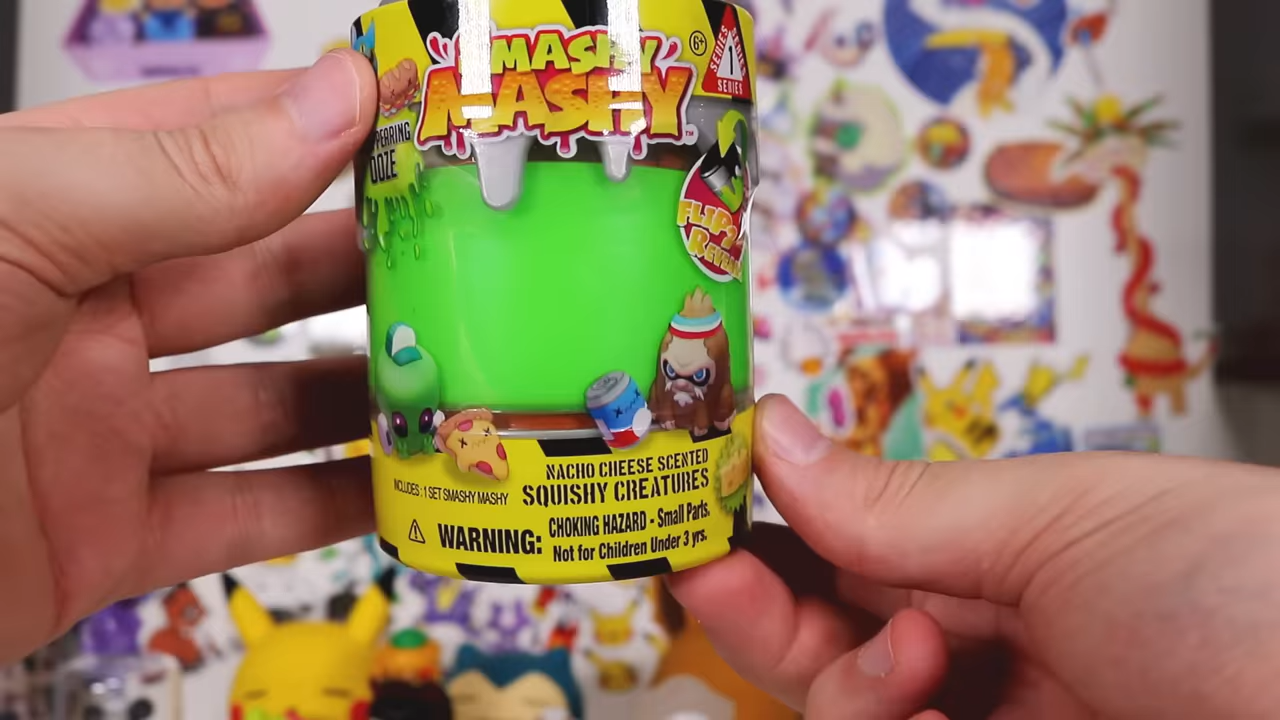 SMASHY
MASHY
6+
SERIES
1
SERIES
SERIES
OOZE
FLIP 2
REVEAL
NACHO CHEESE SCENTED
SQUISHY CREATURES
INCLUDES: 1 SET SMASHY MASHY
WARNING:
CHOKING HAZARD - Small Parts.
Not for Children Under 3 yrs.